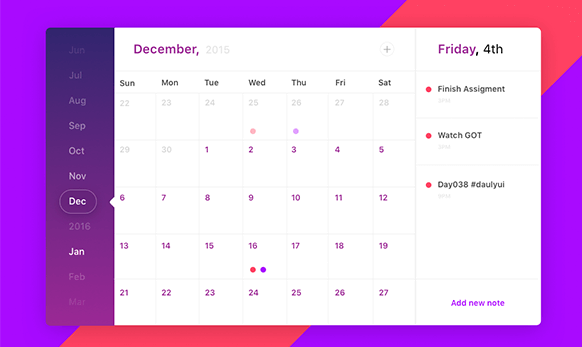 Jun
Jul
Aug
Sep
Oct
Nov
Dec
2016
Jan
Feb
Mar
December, 2015
+
Sun Mon Tue Wed Thu Fri Sat
22 23 24 25 26 27 28
29 30 1 2 3 4 5
6 7 8 9 10 11 12
13 14 15 16 17 18 19
21 22 23 24 25 26 27
Friday, 4th
Finish Assigment
Watch GOT
Day038 #daulyui
Add new note